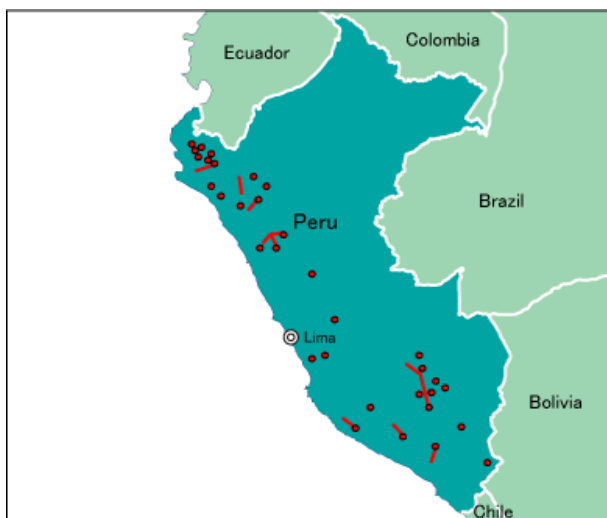 Colombia
Ecuador
Brazil
Peru
Lima
Bolivia
Chile